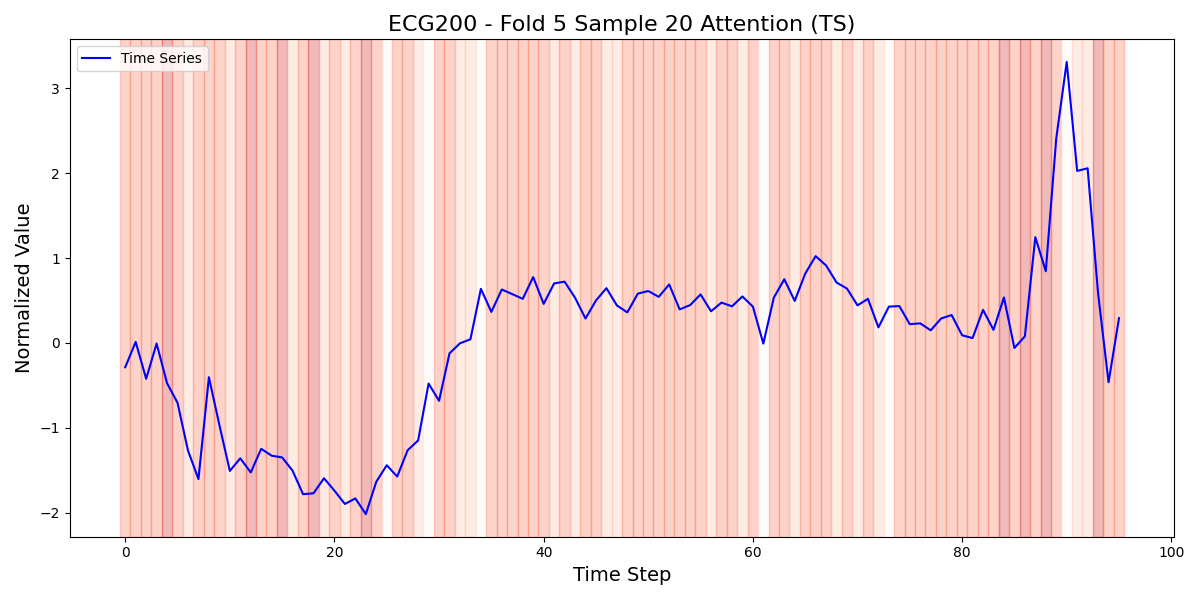 ECG200 - Fold 5 Sample 20 Attention (TS)
Time Series
Normalized Value
3
2
1
0
−1
−2
0 20 40 60 80 100
Time Step